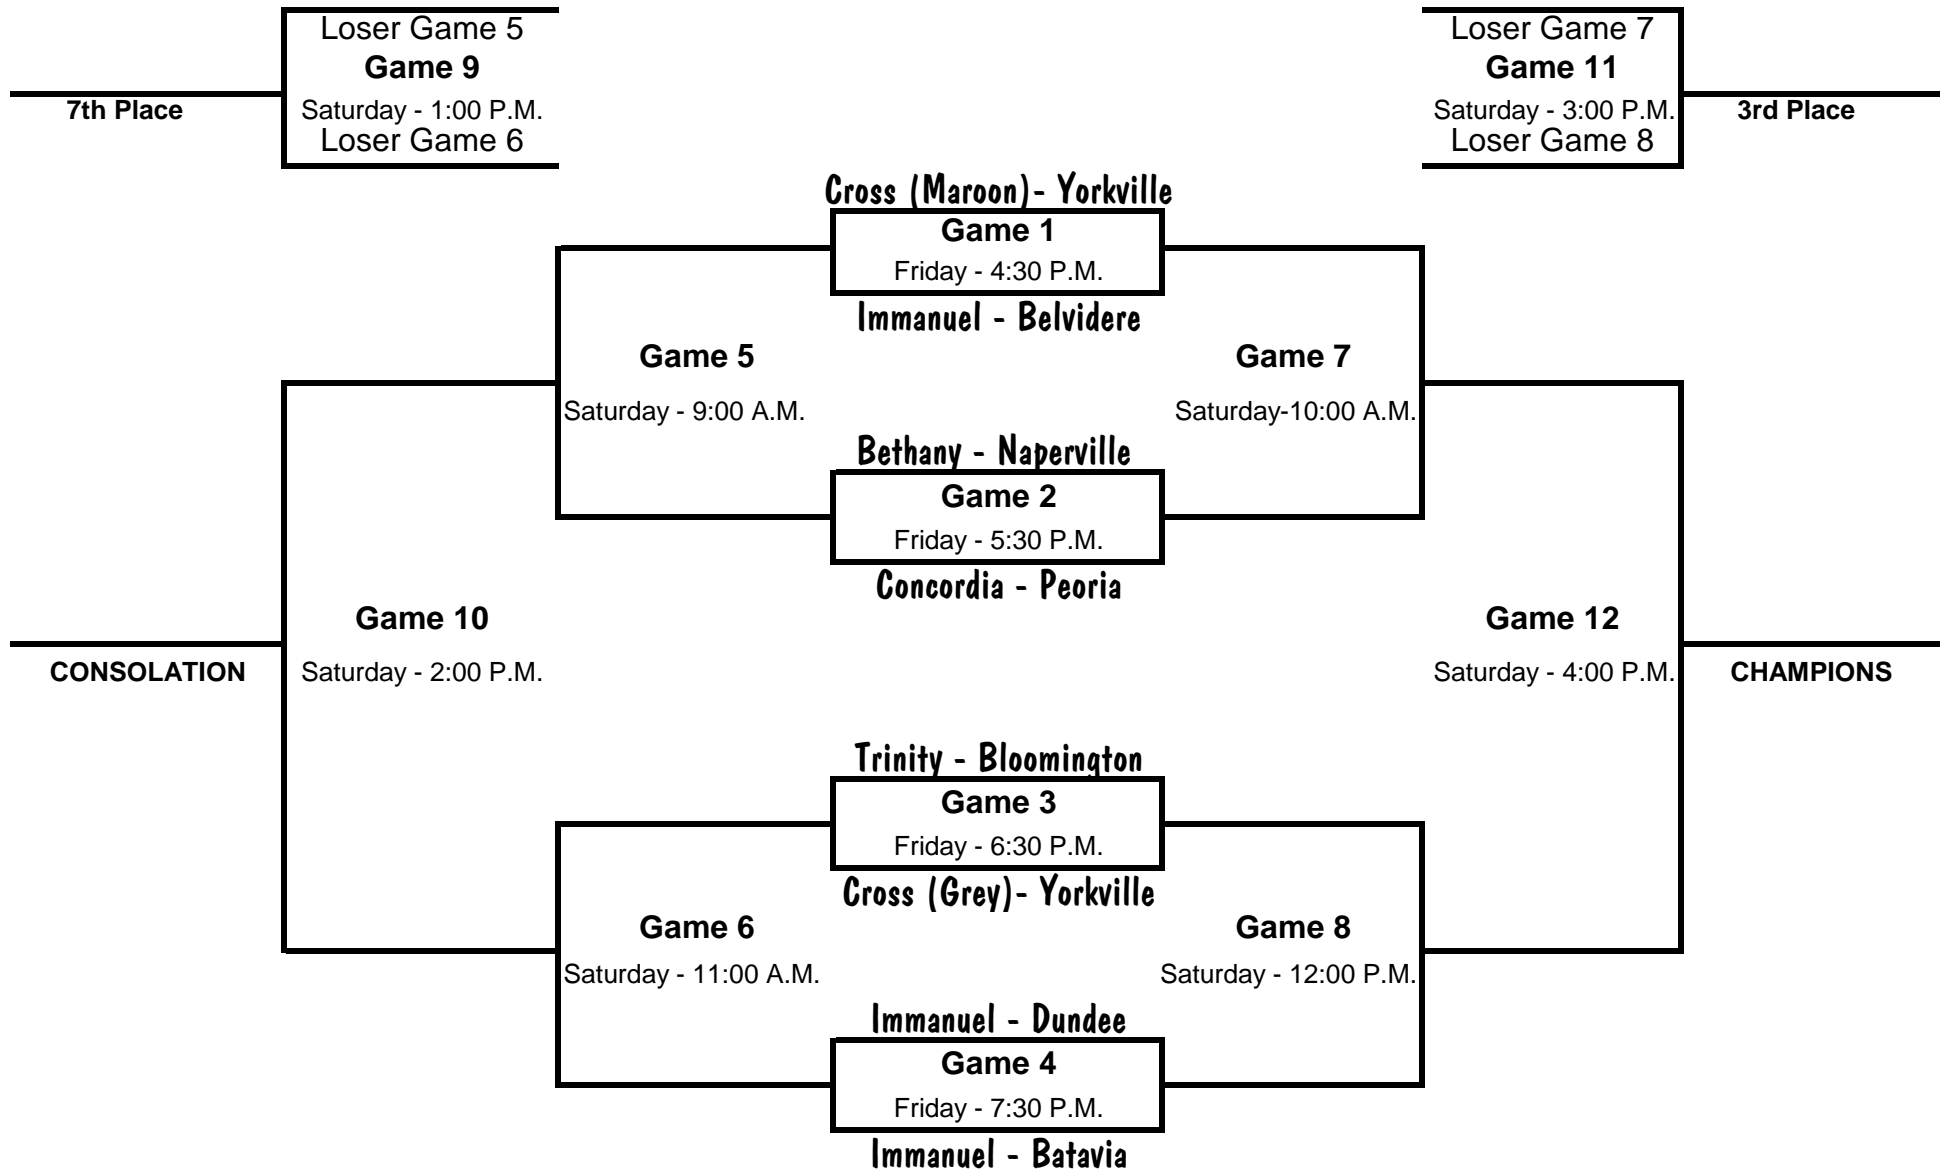 Loser Game 5
Game 9
7th Place
Saturday - 1:00 P.M.
Loser Game 6
Loser Game 7
Game 11
Saturday - 3:00 P.M.
3rd Place
Loser Game 8
Cross (Maroon)- Yorkville
Game 1
Friday - 4:30 P.M.
Immanuel - Belvidere
Game 5
Saturday - 9:00 A.M.
Game 7
Saturday-10:00 A.M.
Bethany - Naperville
Game 2
Friday - 5:30 P.M.
Concordia - Peoria
Game 10
CONSOLATION
Saturday - 2:00 P.M.
Game 12
Saturday - 4:00 P.M.
CHAMPIONS
Trinity - Bloomington
Game 3
Friday - 6:30 P.M.
Cross (Grey)- Yorkville
Game 6
Saturday - 11:00 A.M.
Game 8
Saturday - 12:00 P.M.
Immanuel - Dundee
Game 4
Friday - 7:30 P.M.
Immanuel - Batavia